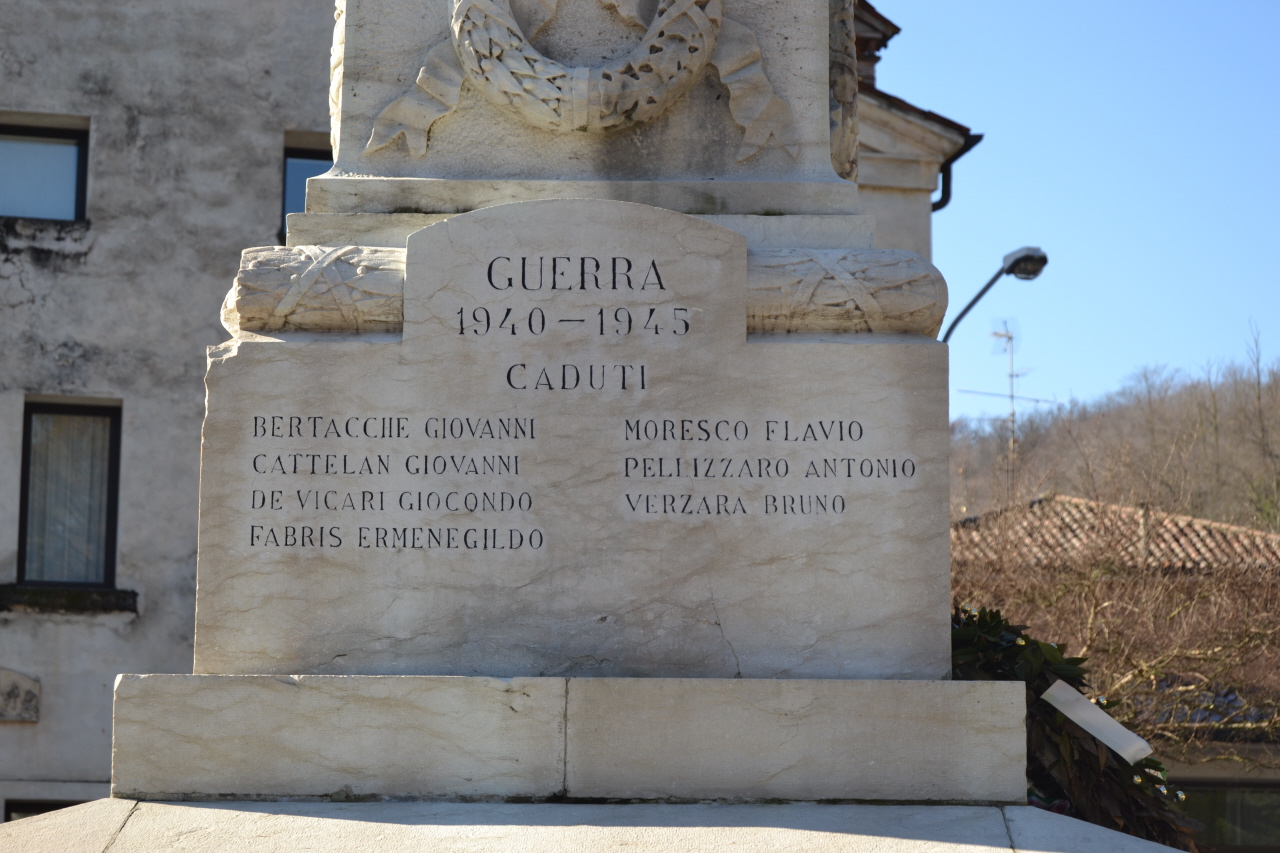 GUERRA
1940-1945
CADUTI
BERTACCHE GIOVANNI
CATTELAN GIOVANNI
DE VICARI GIOCONDO
FABRIS ERMENEGILDO
MORESCO FLAVIO
PELLIZZARO ANTONIO
VERZARA BRUNO